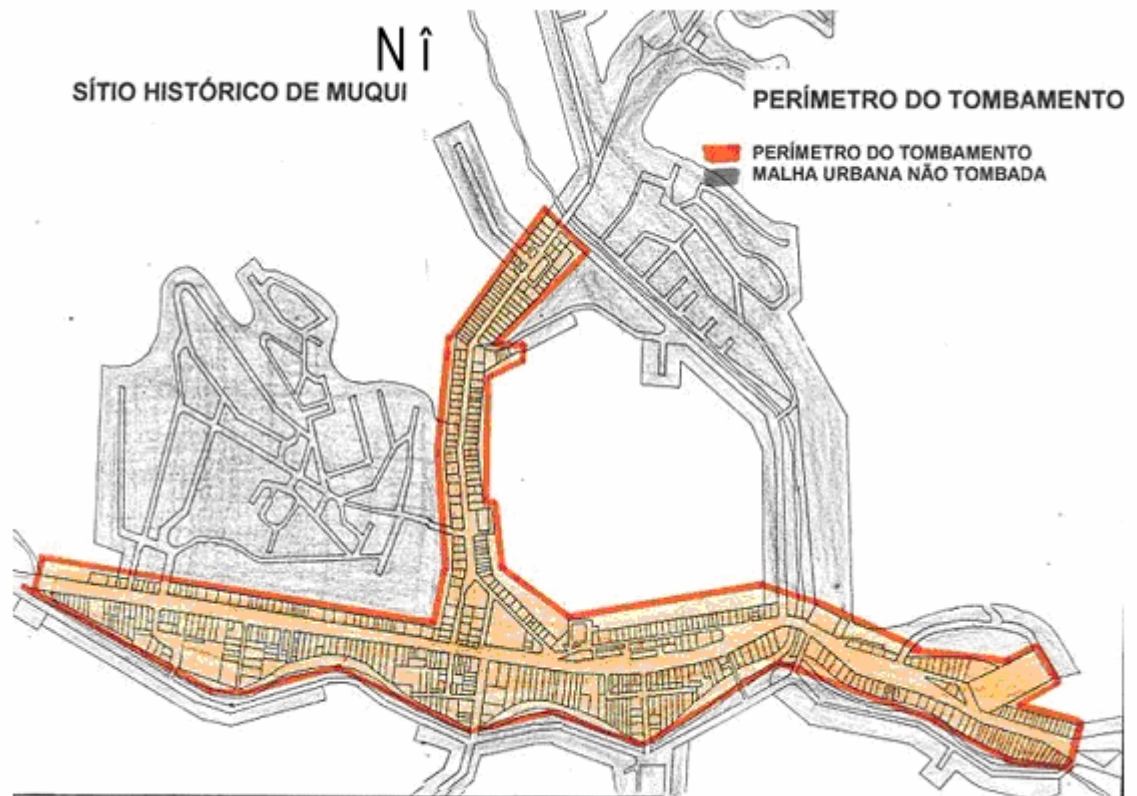 N î
SÍTIO HISTÓRICO DE MUQUI
PERÍMETRO DO TOMBAMENTO
PERÍMETRO DO TOMBAMENTO
MALHA URBANA NÃO TOMBADA